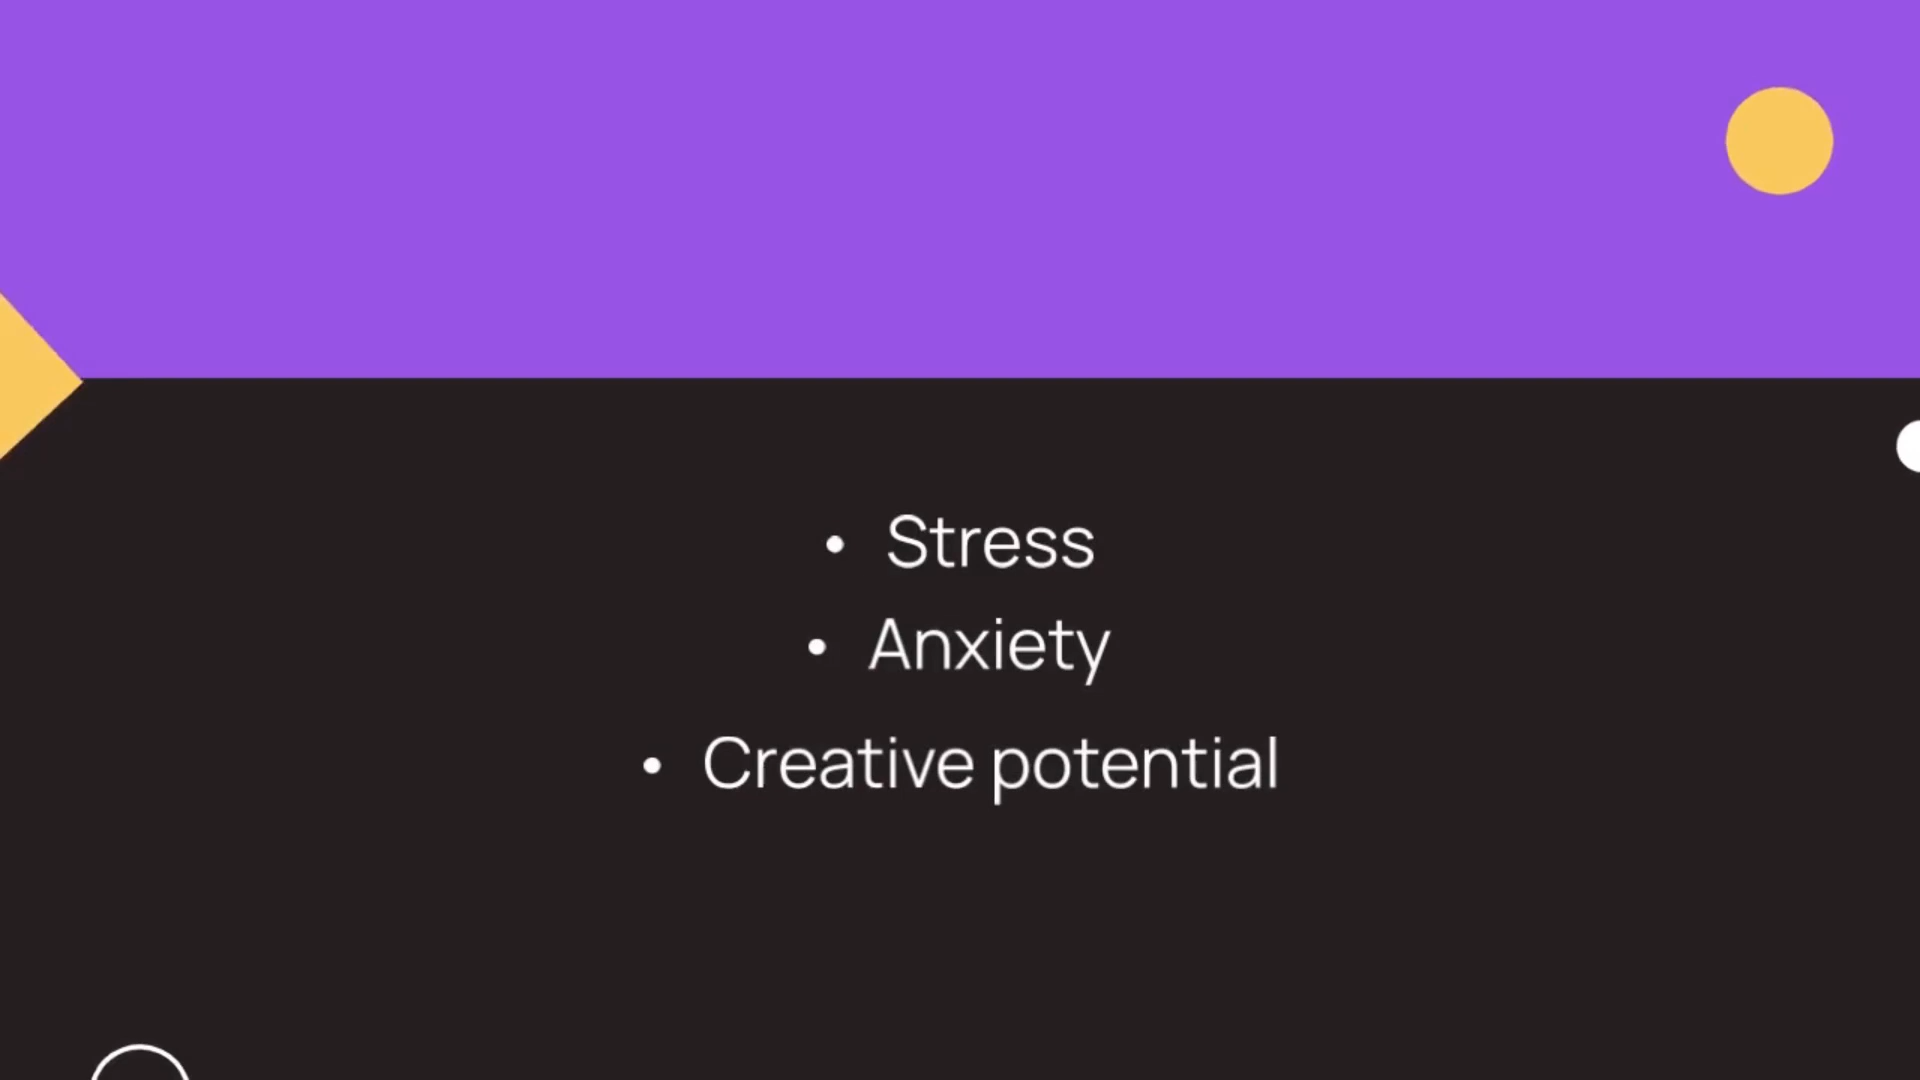 • Stress
• Anxiety
• Creative potential